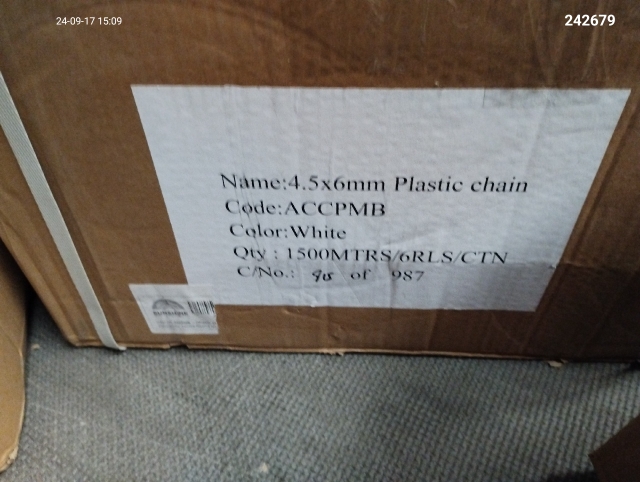 24-09-17 15:09
242679
Name:4.5x6mm Plastic chain
Code:ACCPMB
Color:White
Qty : 1500MTRS/6RLS/CTN
C/No.: of 987